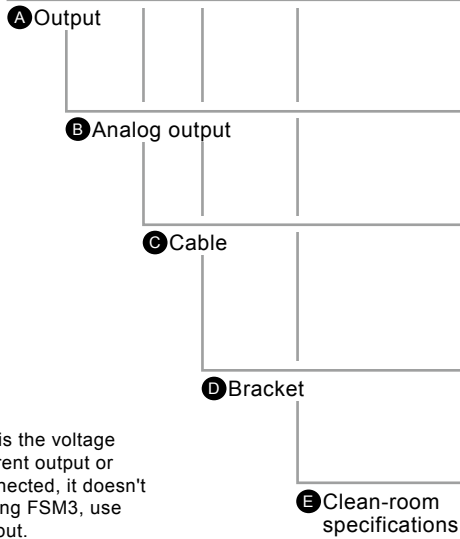 A Output
B Analog output
C Cable
D Bracket
is the voltage
rent output or
nected, it doesn't
ng FSM3, use
out.
E Clean-room
specifications